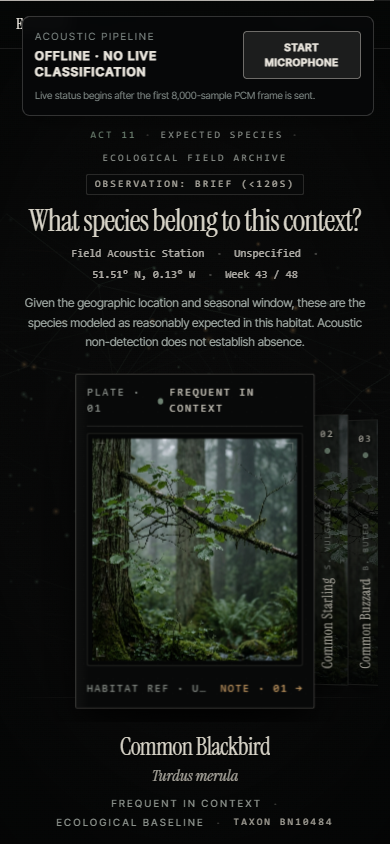 E
ACOUSTIC PIPELINE
OFFLINE · NO LIVE
CLASSIFICATION
START
MICROPHONE
Live status begins after the first 8,000-sample PCM frame is sent.
ACT 11 · EXPECTED SPECIES ·
ECOLOGICAL FIELD ARCHIVE
OBSERVATION: BRIEF (<120S)
What species belong to this context?
Field Acoustic Station · Unspecified ·
51.51° N, 0.13° W · Week 43 / 48
Given the geographic location and seasonal window, these are the
species modeled as reasonably expected in this habitat. Acoustic
non-detection does not establish absence.
PLATE ·
01
FREQUENT IN
CONTEXT
02
Common Starling
S. VULGARIS
03
Common Buzzard
B. BUTEO
HABITAT REF · U… NOTE · 01 →
Common Blackbird
Turdus merula
FREQUENT IN CONTEXT ·
ECOLOGICAL BASELINE · TAXON BN10484